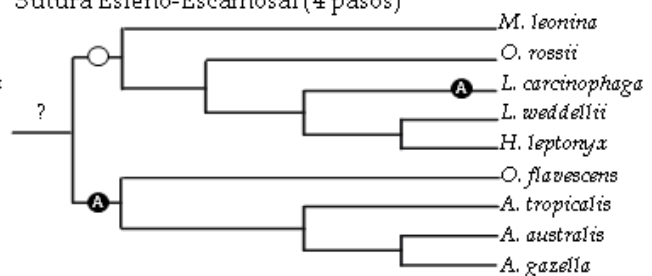 Sutura Esfeno-Escamosal (4 pasos)
M. leonina
O. rossii
A
L. carcinophaga
?
L. weddellii
H. leptonyx
O. flavescens
A
A. tropicalis
A. australis
A. gazella